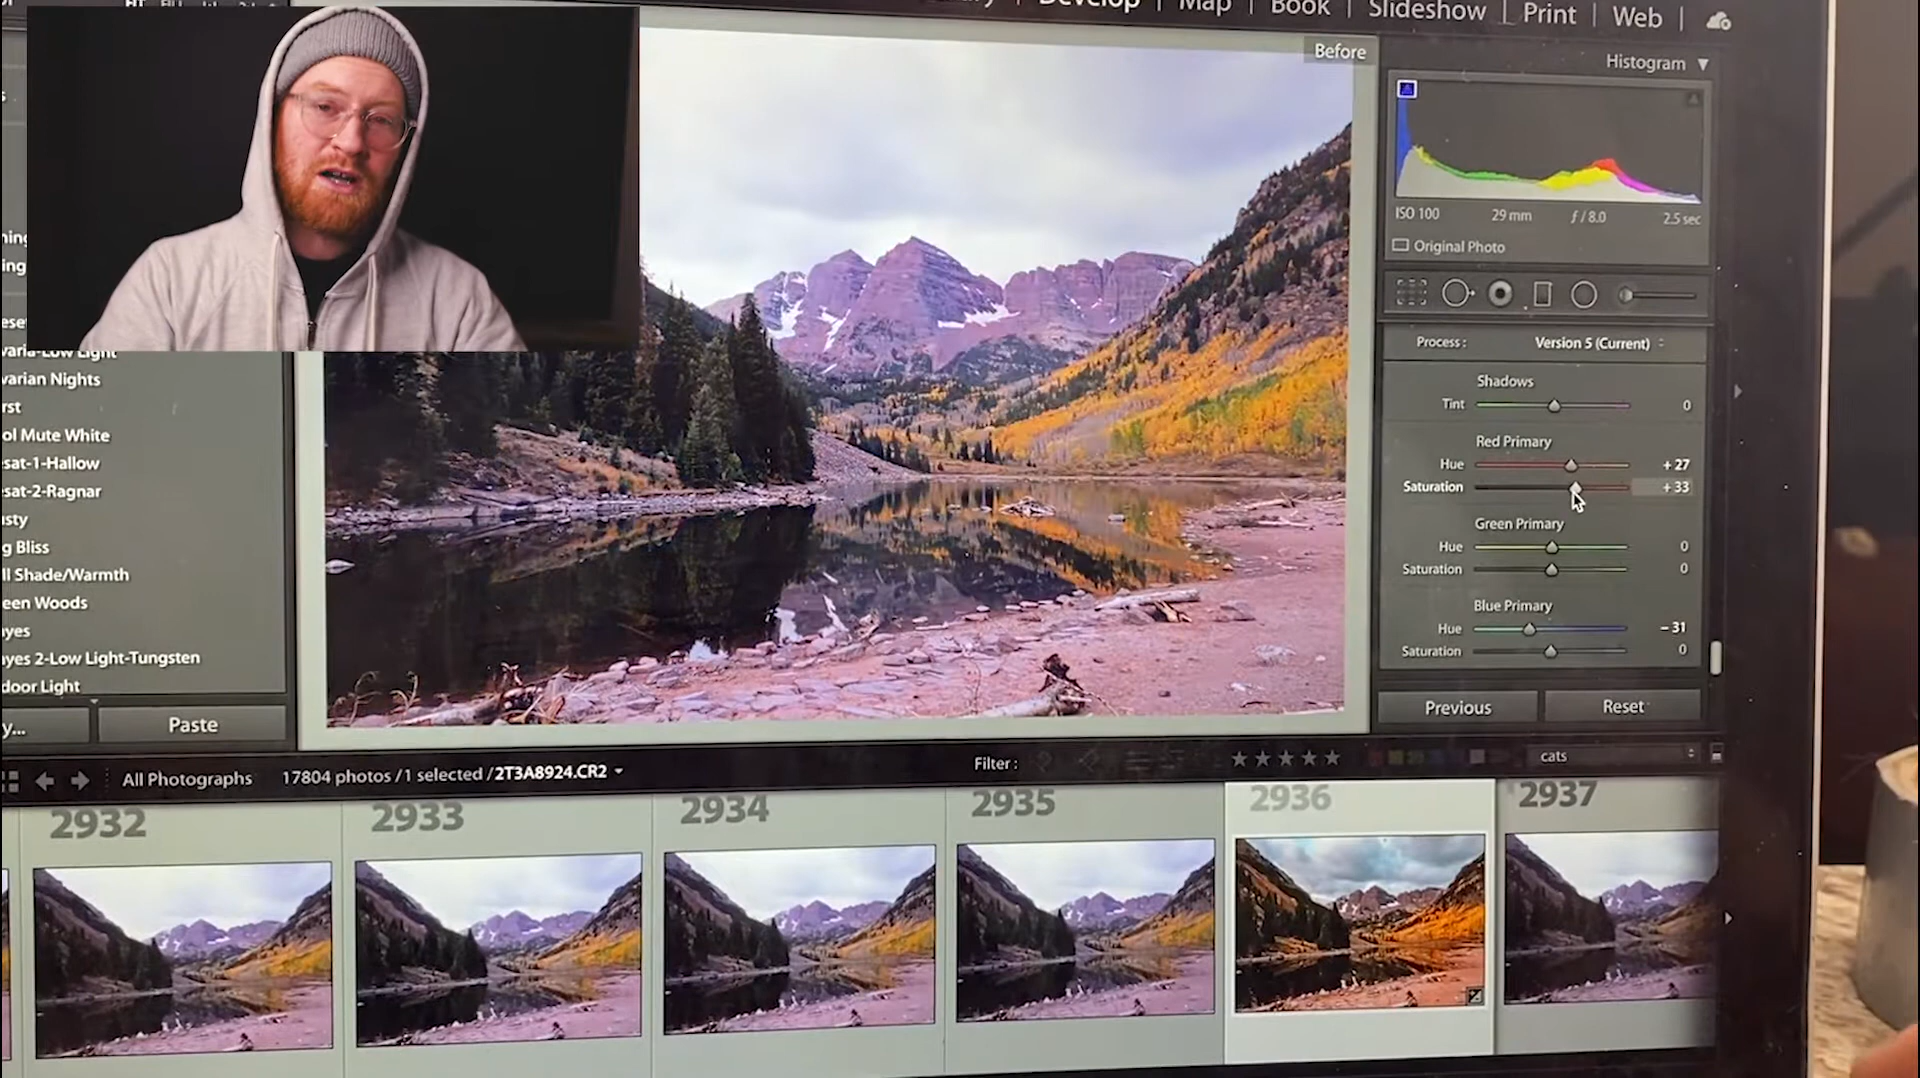 Develop | Map | Book | Slideshow | Print | Web |
Before
Histogram
ISO 100 29 mm ƒ / 8.0 2.5 sec
Original Photo
Process : Version 5 (Current)
Shadows
Tint 0
Red Primary
Hue + 27
Saturation + 33
Green Primary
Hue 0
Saturation 0
Blue Primary
Hue − 31
Saturation 0
Previous Reset
varian Nights
rst
ol Mute White
sat-1-Hallow
sat-2-Ragnar
usty
g Bliss
ll Shade/Warmth
een Woods
ayes
ayes 2-Low Light-Tungsten
door Light
y... Paste
All Photographs 17804 photos / 1 selected / 2T3A8924.CR2
Filter : cats
2932 2933 2934 2935 2936 2937